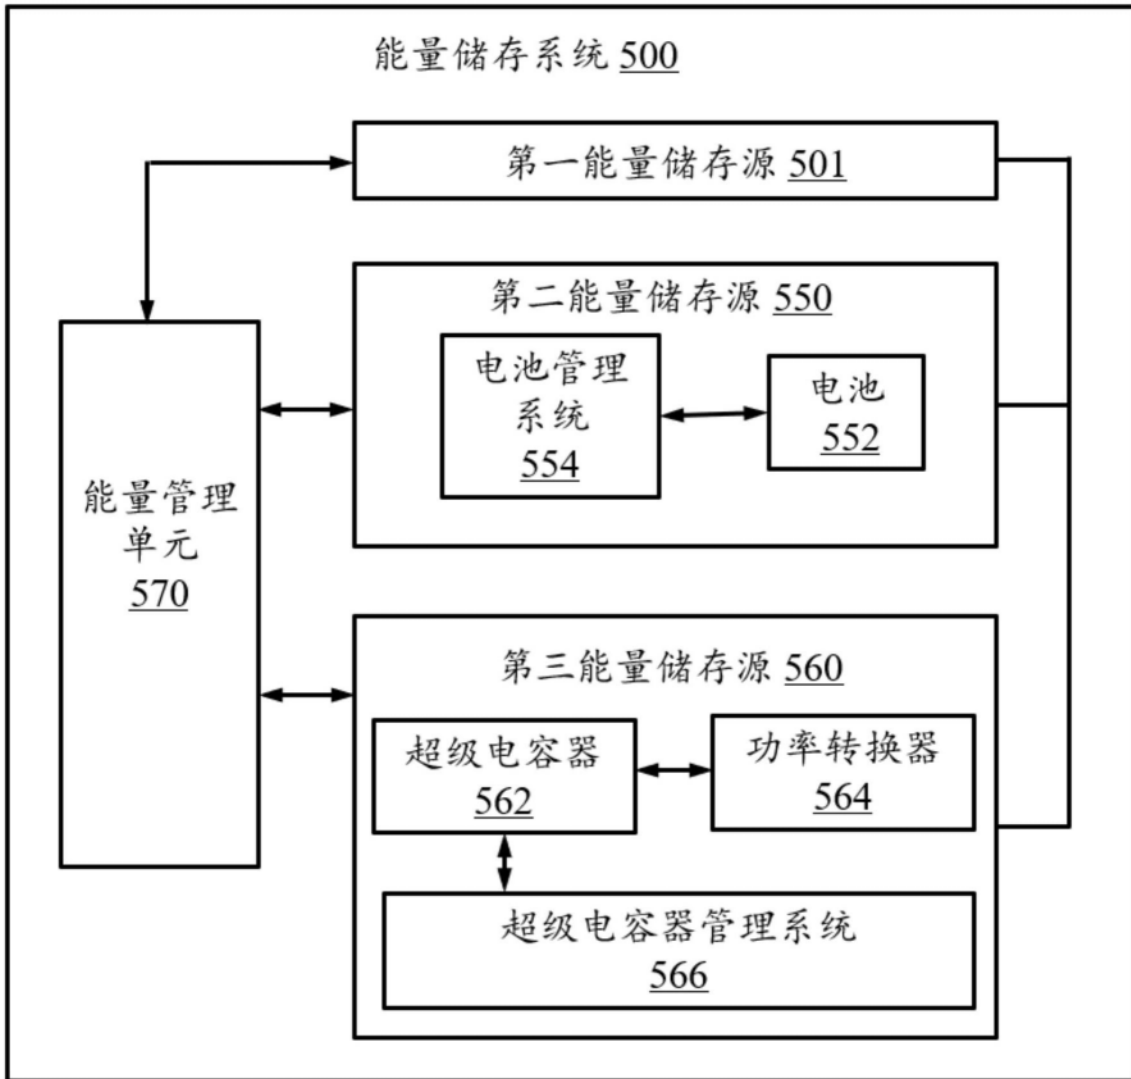 能量储存系统 500
第一能量储存源 501
第二能量储存源 550
电池管理
系统
554
电池
552
能量管理
单元
570
第三能量储存源 560
超级电容器
562
功率转换器
564
超级电容器管理系统
566